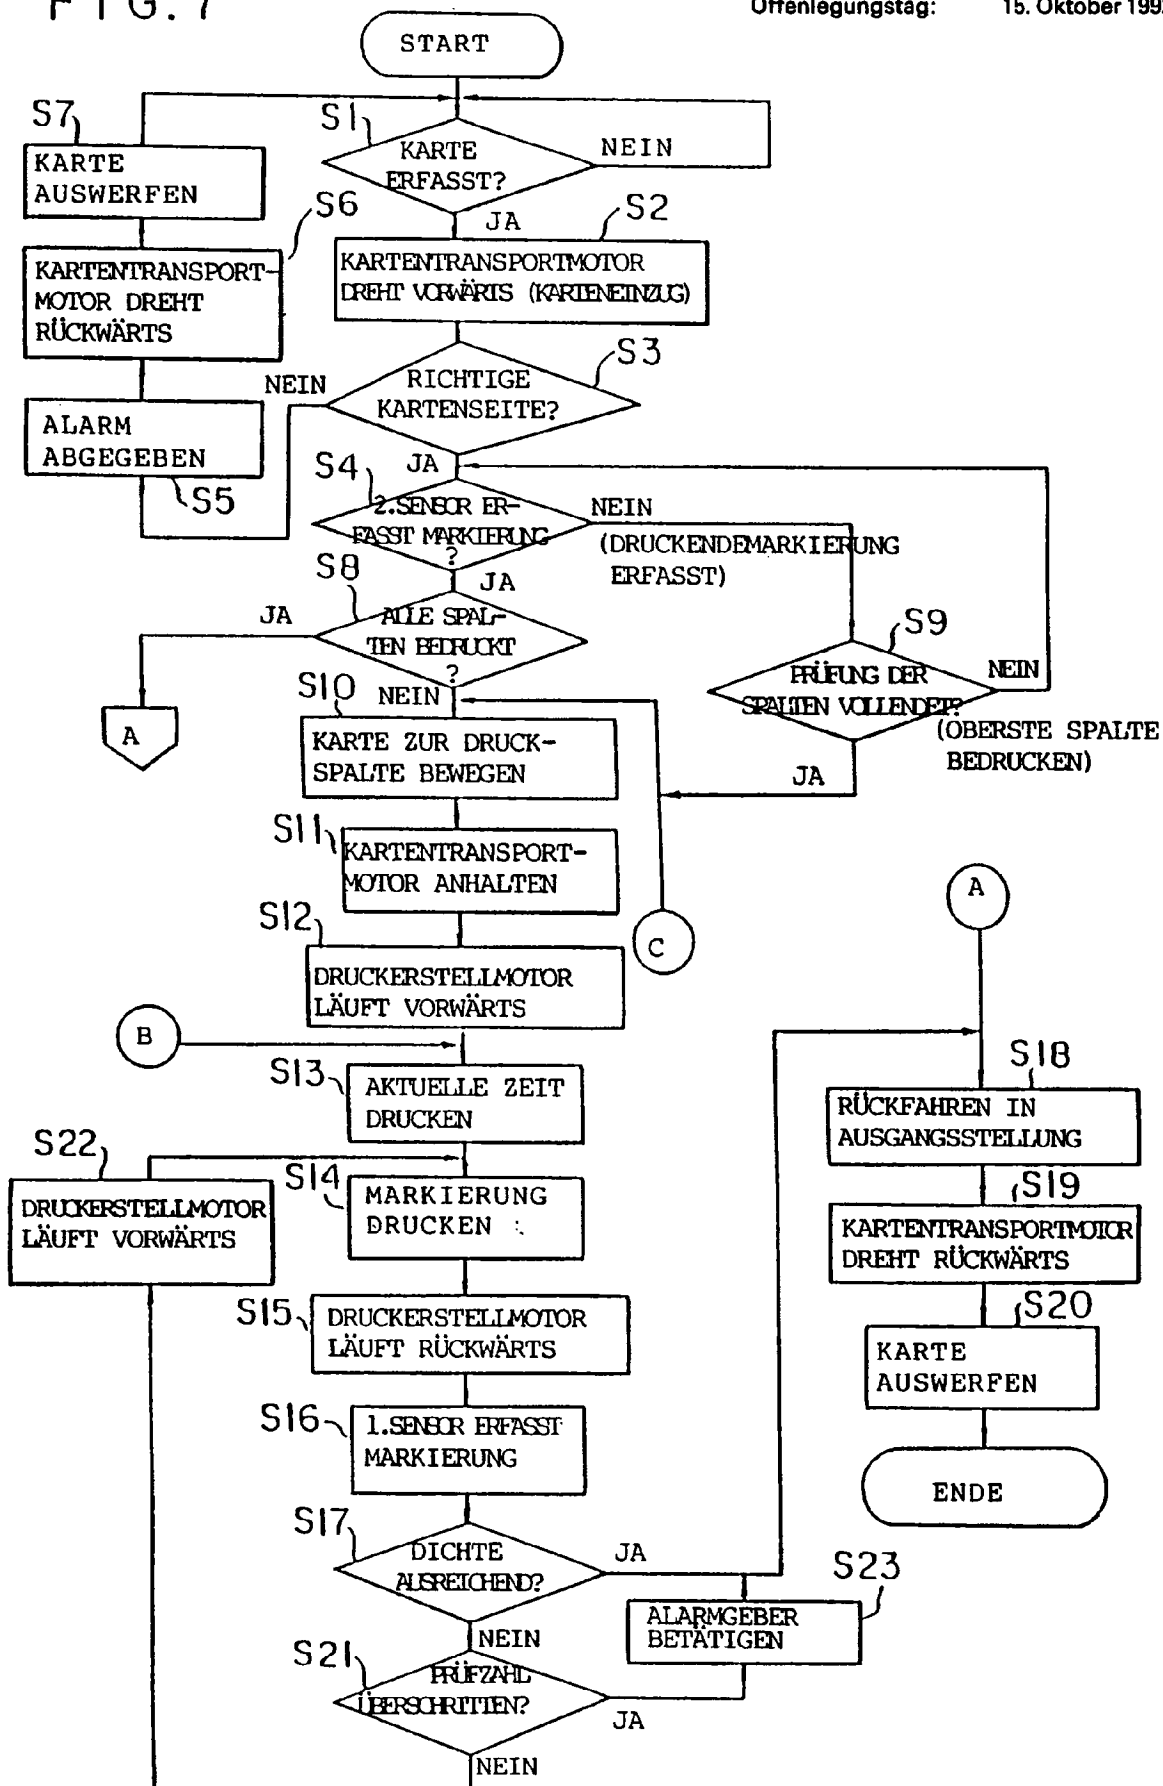 FIG. 7
Offenlegungstag:
15. Oktober 199
START
S7
S1
KARTE
AUSWERFEN
KARTE
ERFASST?
NEIN
S6
JA
S2
KARTENTRANSPORT-
MOTOR DREHT
RÜCKWÄRTS
KARTENTRANSPORTMOTOR
DREHT VORWÄRTS (KARTENEINZUG)
S3
NEIN
RICHTIGE
KARTENSEITE?
ALARM
ABGEGEBEN
S5
JA
S4
2.SENSOR ER-
FASST MARKIERUNG
?
NEIN
(DRUCKENDEMARKIERUNG
ERFASST)
S8
JA
JA
ALLE SPAL-
TEN BEDRUCKT
?
S9
PRÜFUNG DER
SPALTEN VOLLENDET?
NEIN
(OBERSTE SPALTE
BEDRUCKEN)
JA
A
S10
NEIN
KARTE ZUR DRUCK-
SPALTE BEWEGEN
S11
KARTENTRANSPORT-
MOTOR ANHALTEN
C
A
S12
DRUCKERSTELLMOTOR
LÄUFT VORWÄRTS
B
S13
AKTUELLE ZEIT
DRUCKEN
S18
RÜCKFAHREN IN
AUSGANGSSTELLUNG
S22
DRUCKERSTELLMOTOR
LÄUFT VORWÄRTS
S14
MARKIERUNG
DRUCKEN
S19
KARTENTRANSPORTMOTOR
DREHT RÜCKWÄRTS
S15
DRUCKERSTELLMOTOR
LÄUFT RÜCKWÄRTS
S20
KARTE
AUSWERFEN
S16
1.SENSOR ERFASST
MARKIERUNG
ENDE
S17
DICHTE
AUSREICHEND?
JA
S23
ALARMGEBER
BETÄTIGEN
NEIN
S21
PRÜFZAHL
ÜBERSCHRITTEN?
JA
NEIN